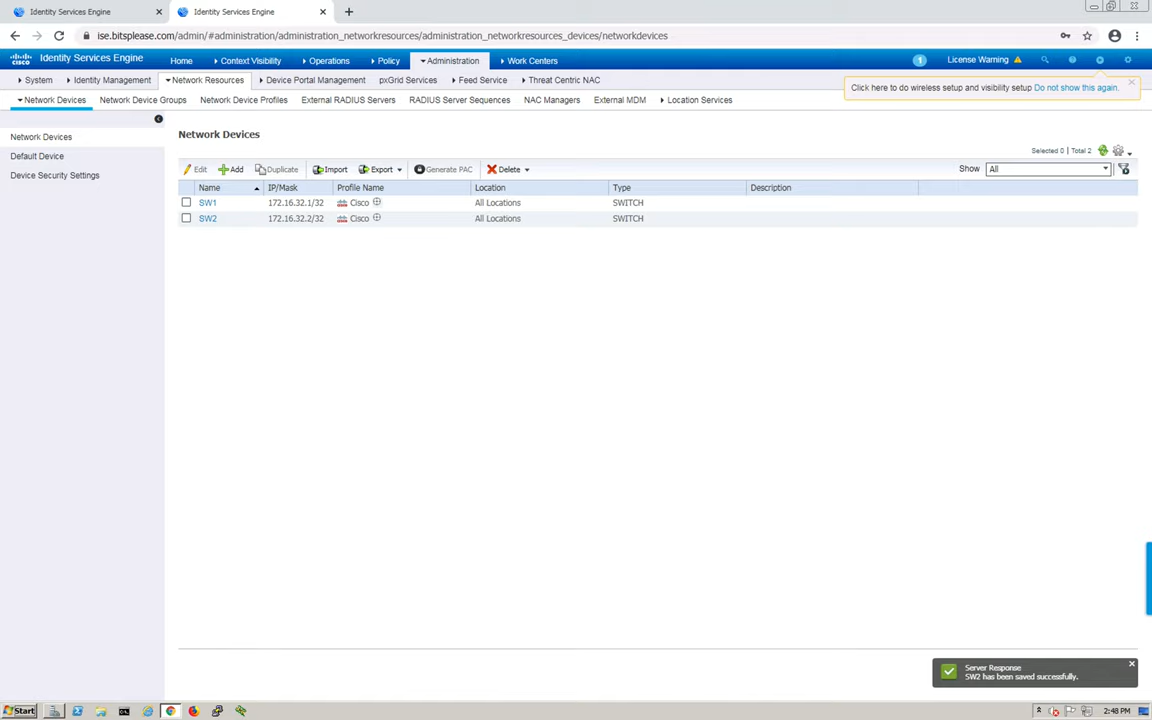 Identity Services Engine
Identity Services Engine
ise.bitsplease.com/admin/#administration/administration_networkresources/administration_networkresources_devices/networkdevices
CISCO Identity Services Engine Home Context Visibility Operations Policy Administration Work Centers 1 License Warning
System Identity Management Network Resources Device Portal Management pxGrid Services Feed Service Threat Centric NAC
Click here to do wireless setup and visibility setup Do not show this again.
Network Devices Network Device Groups Network Device Profiles External RADIUS Servers RADIUS Server Sequences NAC Managers External MDM Location Services
Network Devices
Default Device
Device Security Settings
Network Devices
Selected 0 | Total 2
Edit Add Duplicate Import Export Generate PAC Delete Show All
Name IP/Mask Profile Name Location Type Description
SW1 172.16.32.1/32 Cisco All Locations SWITCH
SW2 172.16.32.2/32 Cisco All Locations SWITCH
Server Response
SW2 has been saved successfully.
Start 2:48 PM